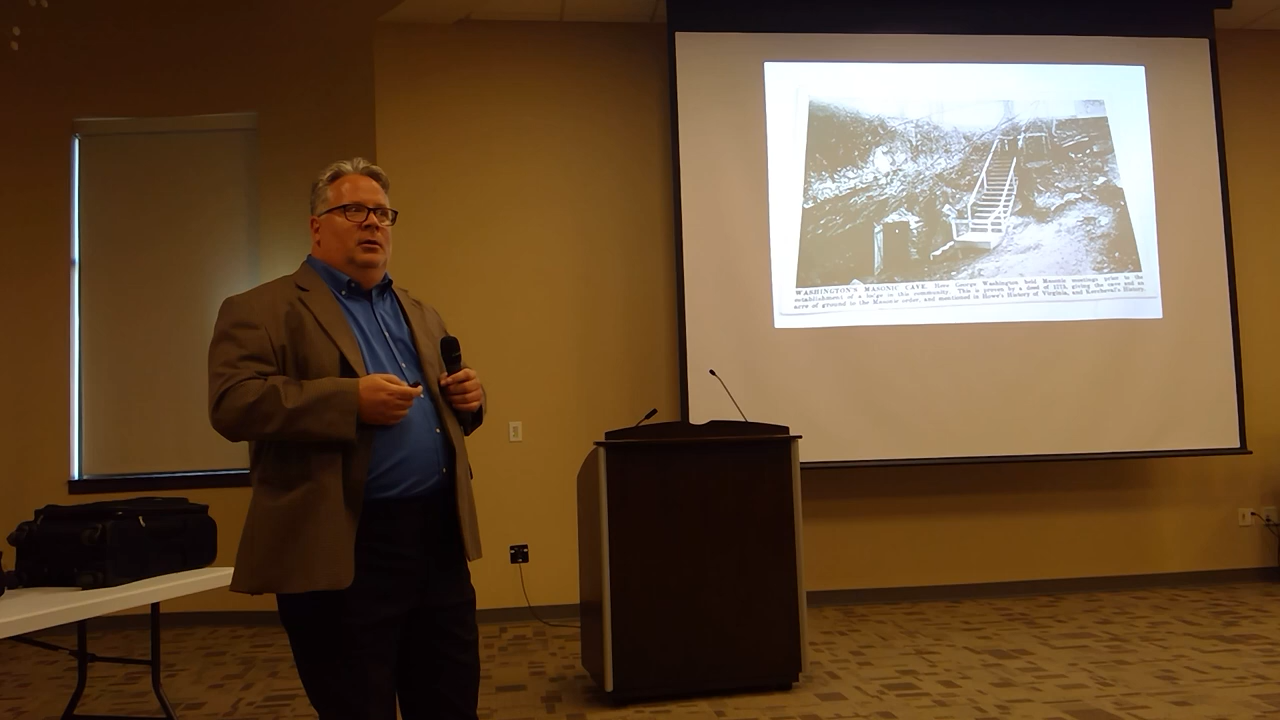 WASHINGTON'S MASONIC CAVE. Here George Washington held Masonic meetings prior to the
establishment of a lodge in this community. This is proven by a deed of 1773, giving the cave and an
acre of ground to the Masonic order, and mentioned in Howe's History of Virginia, and Kercheval's History.